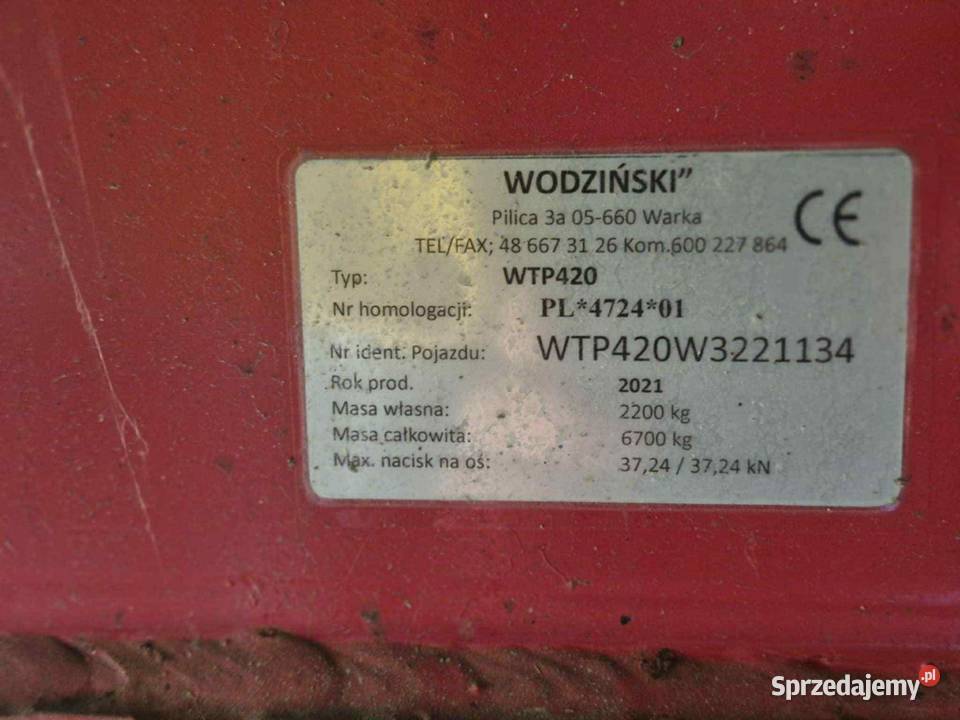 WODZIŃSKI”
Pilica 3a 05-660 Warka
TEL/FAX; 48 667 31 26 Kom.600 227 864
CE
Typ: WTP420
Nr homologacji: PL*4724*01
Nr ident. Pojazdu: WTP420W3221134
Rok prod. 2021
Masa własna: 2200 kg
Masa całkowita: 6700 kg
Max. nacisk na oś: 37,24 / 37,24 kN
Sprzedajemy.pl